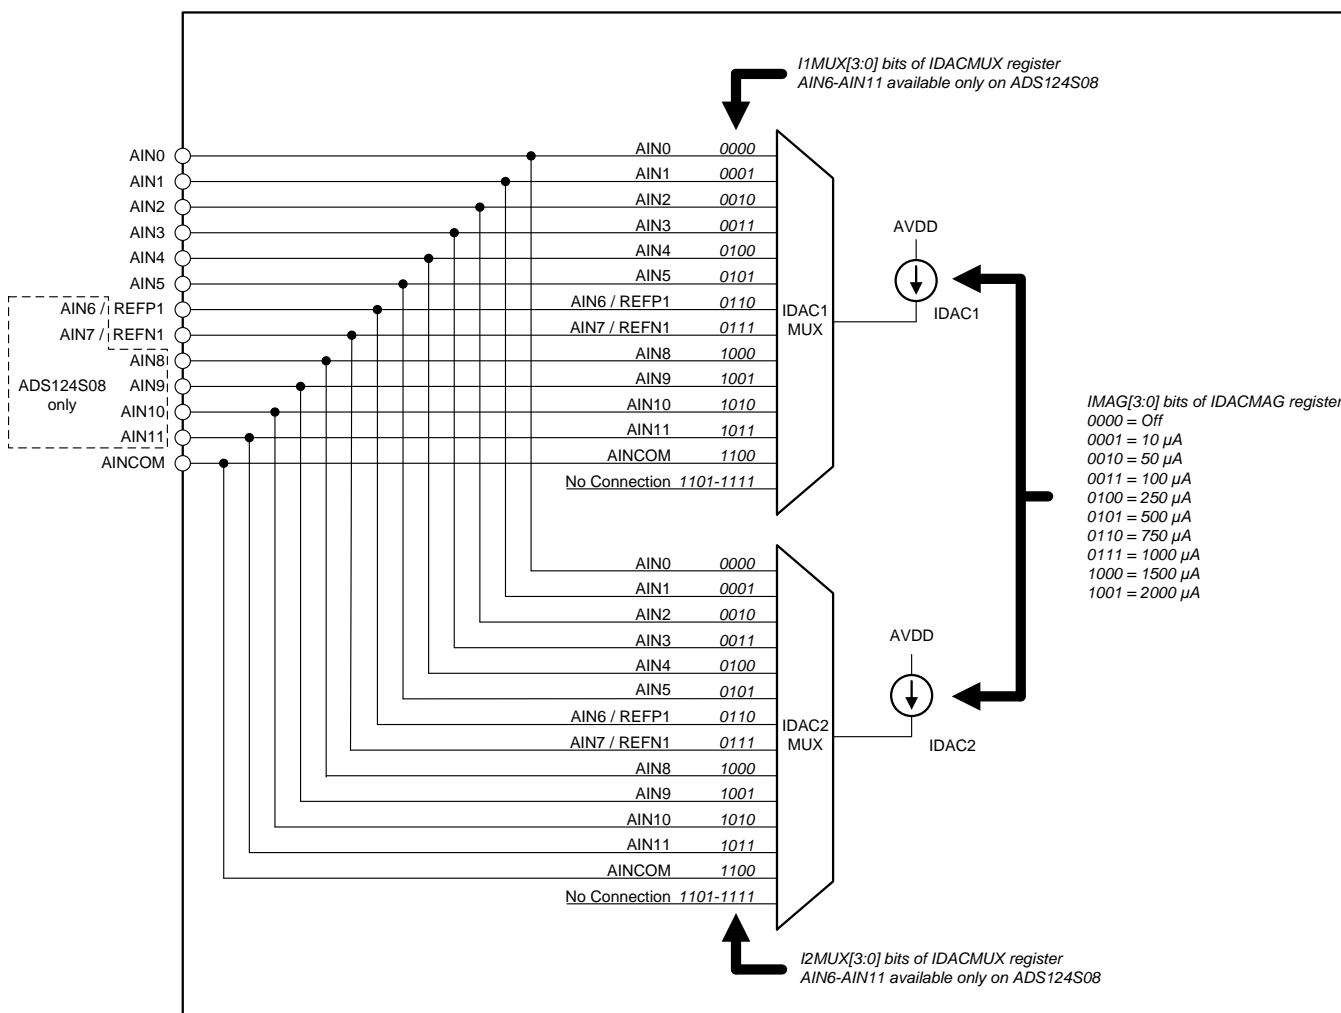 I1MUX[3:0] bits of IDACMUX register
AIN6-AIN11 available only on ADS124S08
AIN0 AIN0 0000
AIN1 AIN1 0001
AIN2 AIN2 0010
AIN3 AIN3 0011
AIN4 AIN4 0100
AIN5 AIN5 0101
AIN6 / REFP1 AIN6 / REFP1 0110
AIN7 / REFN1 AIN7 / REFN1 0111
AIN8 AIN8 1000
AIN9 AIN9 1001
AIN10 AIN10 1010
AIN11 AIN11 1011
AINCOM AINCOM 1100
No Connection 1101-1111
ADS124S08
only
IDAC1
MUX
AVDD
IDAC1
IMAG[3:0] bits of IDACMAG register
0000 = Off
0001 = 10 µA
0010 = 50 µA
0011 = 100 µA
0100 = 250 µA
0101 = 500 µA
0110 = 750 µA
0111 = 1000 µA
1000 = 1500 µA
1001 = 2000 µA
AIN0 0000
AIN1 0001
AIN2 0010
AIN3 0011
AIN4 0100
AIN5 0101
AIN6 / REFP1 0110
AIN7 / REFN1 0111
AIN8 1000
AIN9 1001
AIN10 1010
AIN11 1011
AINCOM 1100
No Connection 1101-1111
IDAC2
MUX
AVDD
IDAC2
I2MUX[3:0] bits of IDACMUX register
AIN6-AIN11 available only on ADS124S08